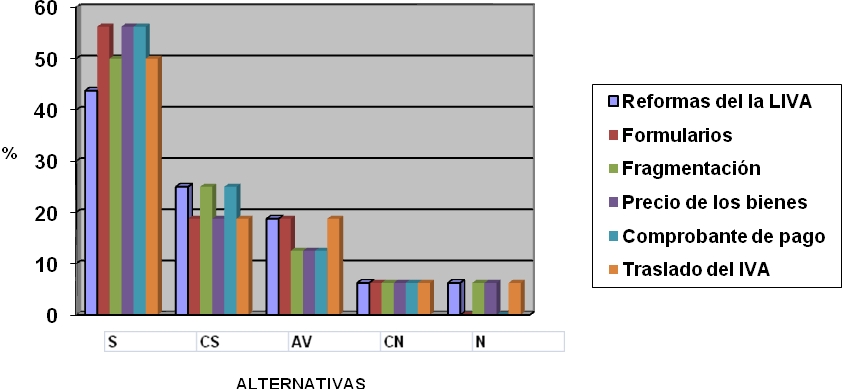 60
50
40
30
20
10
0
%
S CS AV CN N
ALTERNATIVAS
Reformas del la LIVA
Formularios
Fragmentación
Precio de los bienes
Comprobante de pago
Traslado del IVA